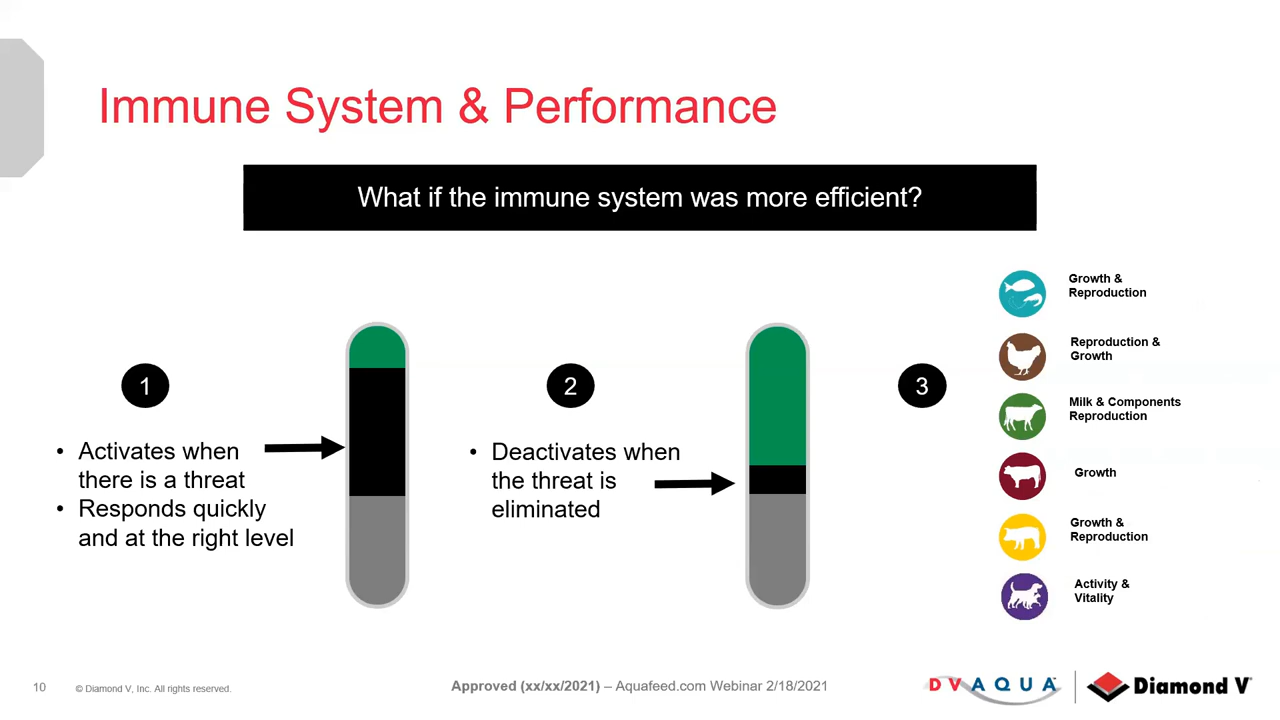 Immune System & Performance
What if the immune system was more efficient?
1
• Activates when
there is a threat
• Responds quickly
and at the right level
2
• Deactivates when
the threat is
eliminated
3
Growth &
Reproduction
Reproduction &
Growth
Milk & Components
Reproduction
Growth
Growth &
Reproduction
Activity &
Vitality
10
© Diamond V, Inc. All rights reserved.
Approved (xx/xx/2021) – Aquafeed.com Webinar 2/18/2021
DVAQUA
Diamond V